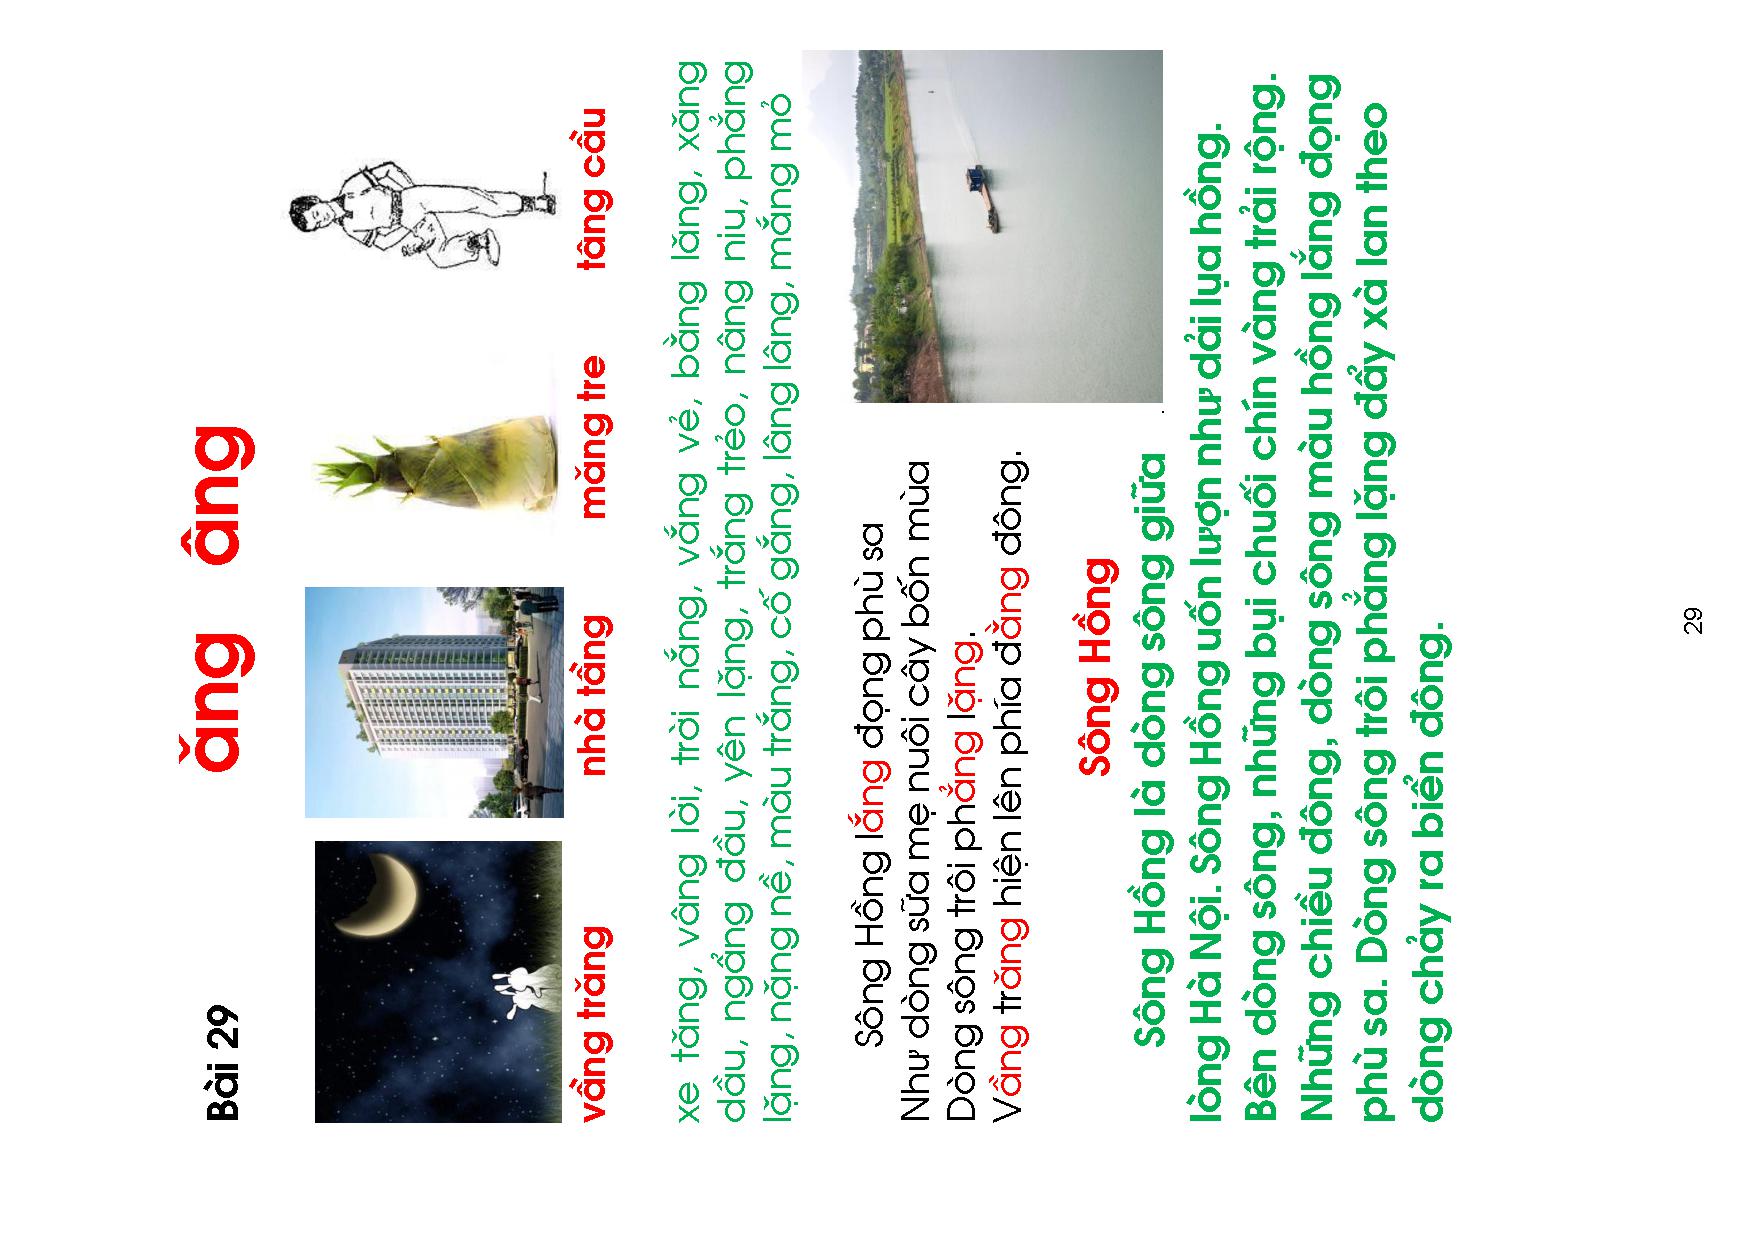 Bài 29 ăng âng
vầng trăng nhà tầng măng tre tâng cầu
xe tăng, vâng lời, trời nắng, vắng vẻ, bằng lăng, xăng
dầu, ngẩng đầu, yên lặng, trắng trẻo, nâng niu, phẳng
lặng, nặng nề, màu trắng, cố gắng, lâng lâng, mắng mỏ
Sông Hồng lắng đọng phù sa
Như dòng sữa mẹ nuôi cây bốn mùa
Dòng sông trôi phẳng lặng.
Vầng trăng hiện lên phía đằng đông.
Sông Hồng
Sông Hồng là dòng sông giữa
lòng Hà Nội. Sông Hồng uốn lượn như dải lụa hồng.
Bên dòng sông, những bụi chuối chín vàng trải rộng.
Những chiều đông, dòng sông màu hồng lắng đọng
phù sa. Dòng sông trôi phẳng lặng đẩy xà lan theo
dòng chảy ra biển đông.
29